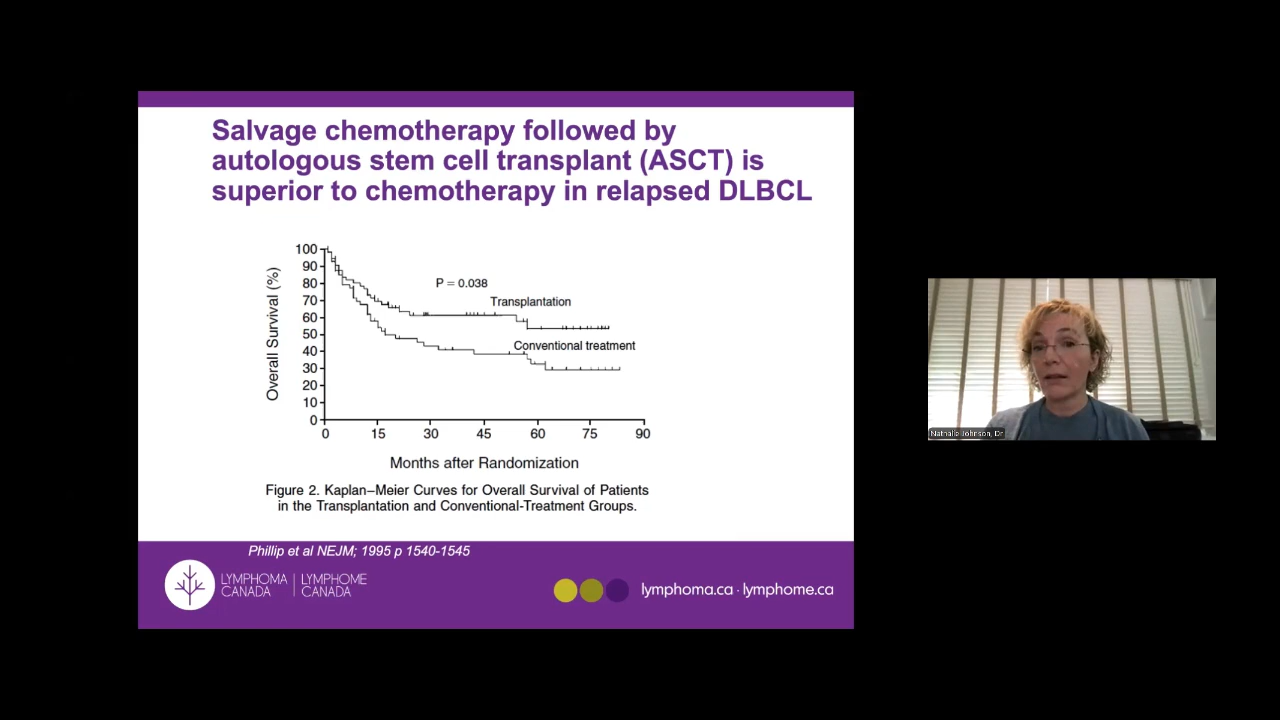 Salvage chemotherapy followed by
autologous stem cell transplant (ASCT) is
superior to chemotherapy in relapsed DLBCL
Overall Survival (%)
100
90
80
70
60
50
40
30
20
10
0
P = 0.038
Transplantation
Conventional treatment
0 15 30 45 60 75 90
Months after Randomization
Figure 2. Kaplan–Meier Curves for Overall Survival of Patients
in the Transplantation and Conventional-Treatment Groups.
Phillip et al NEJM; 1995 p 1540-1545
LYMPHOMA | LYMPHOME
CANADA | CANADA
lymphoma.ca · lymphome.ca
Nathalie Johnson, Dr